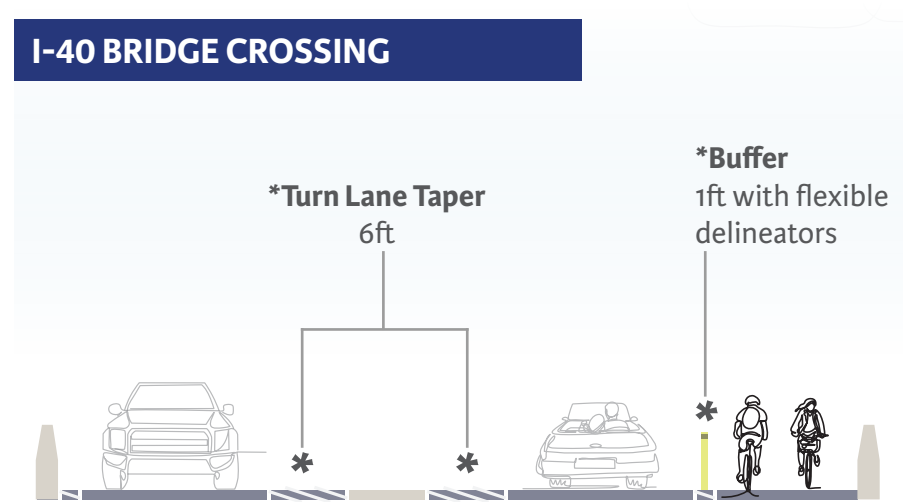 I-40 BRIDGE CROSSING
*Buffer
1ft with flexible
delineators
*Turn Lane Taper
6ft
*
*
*